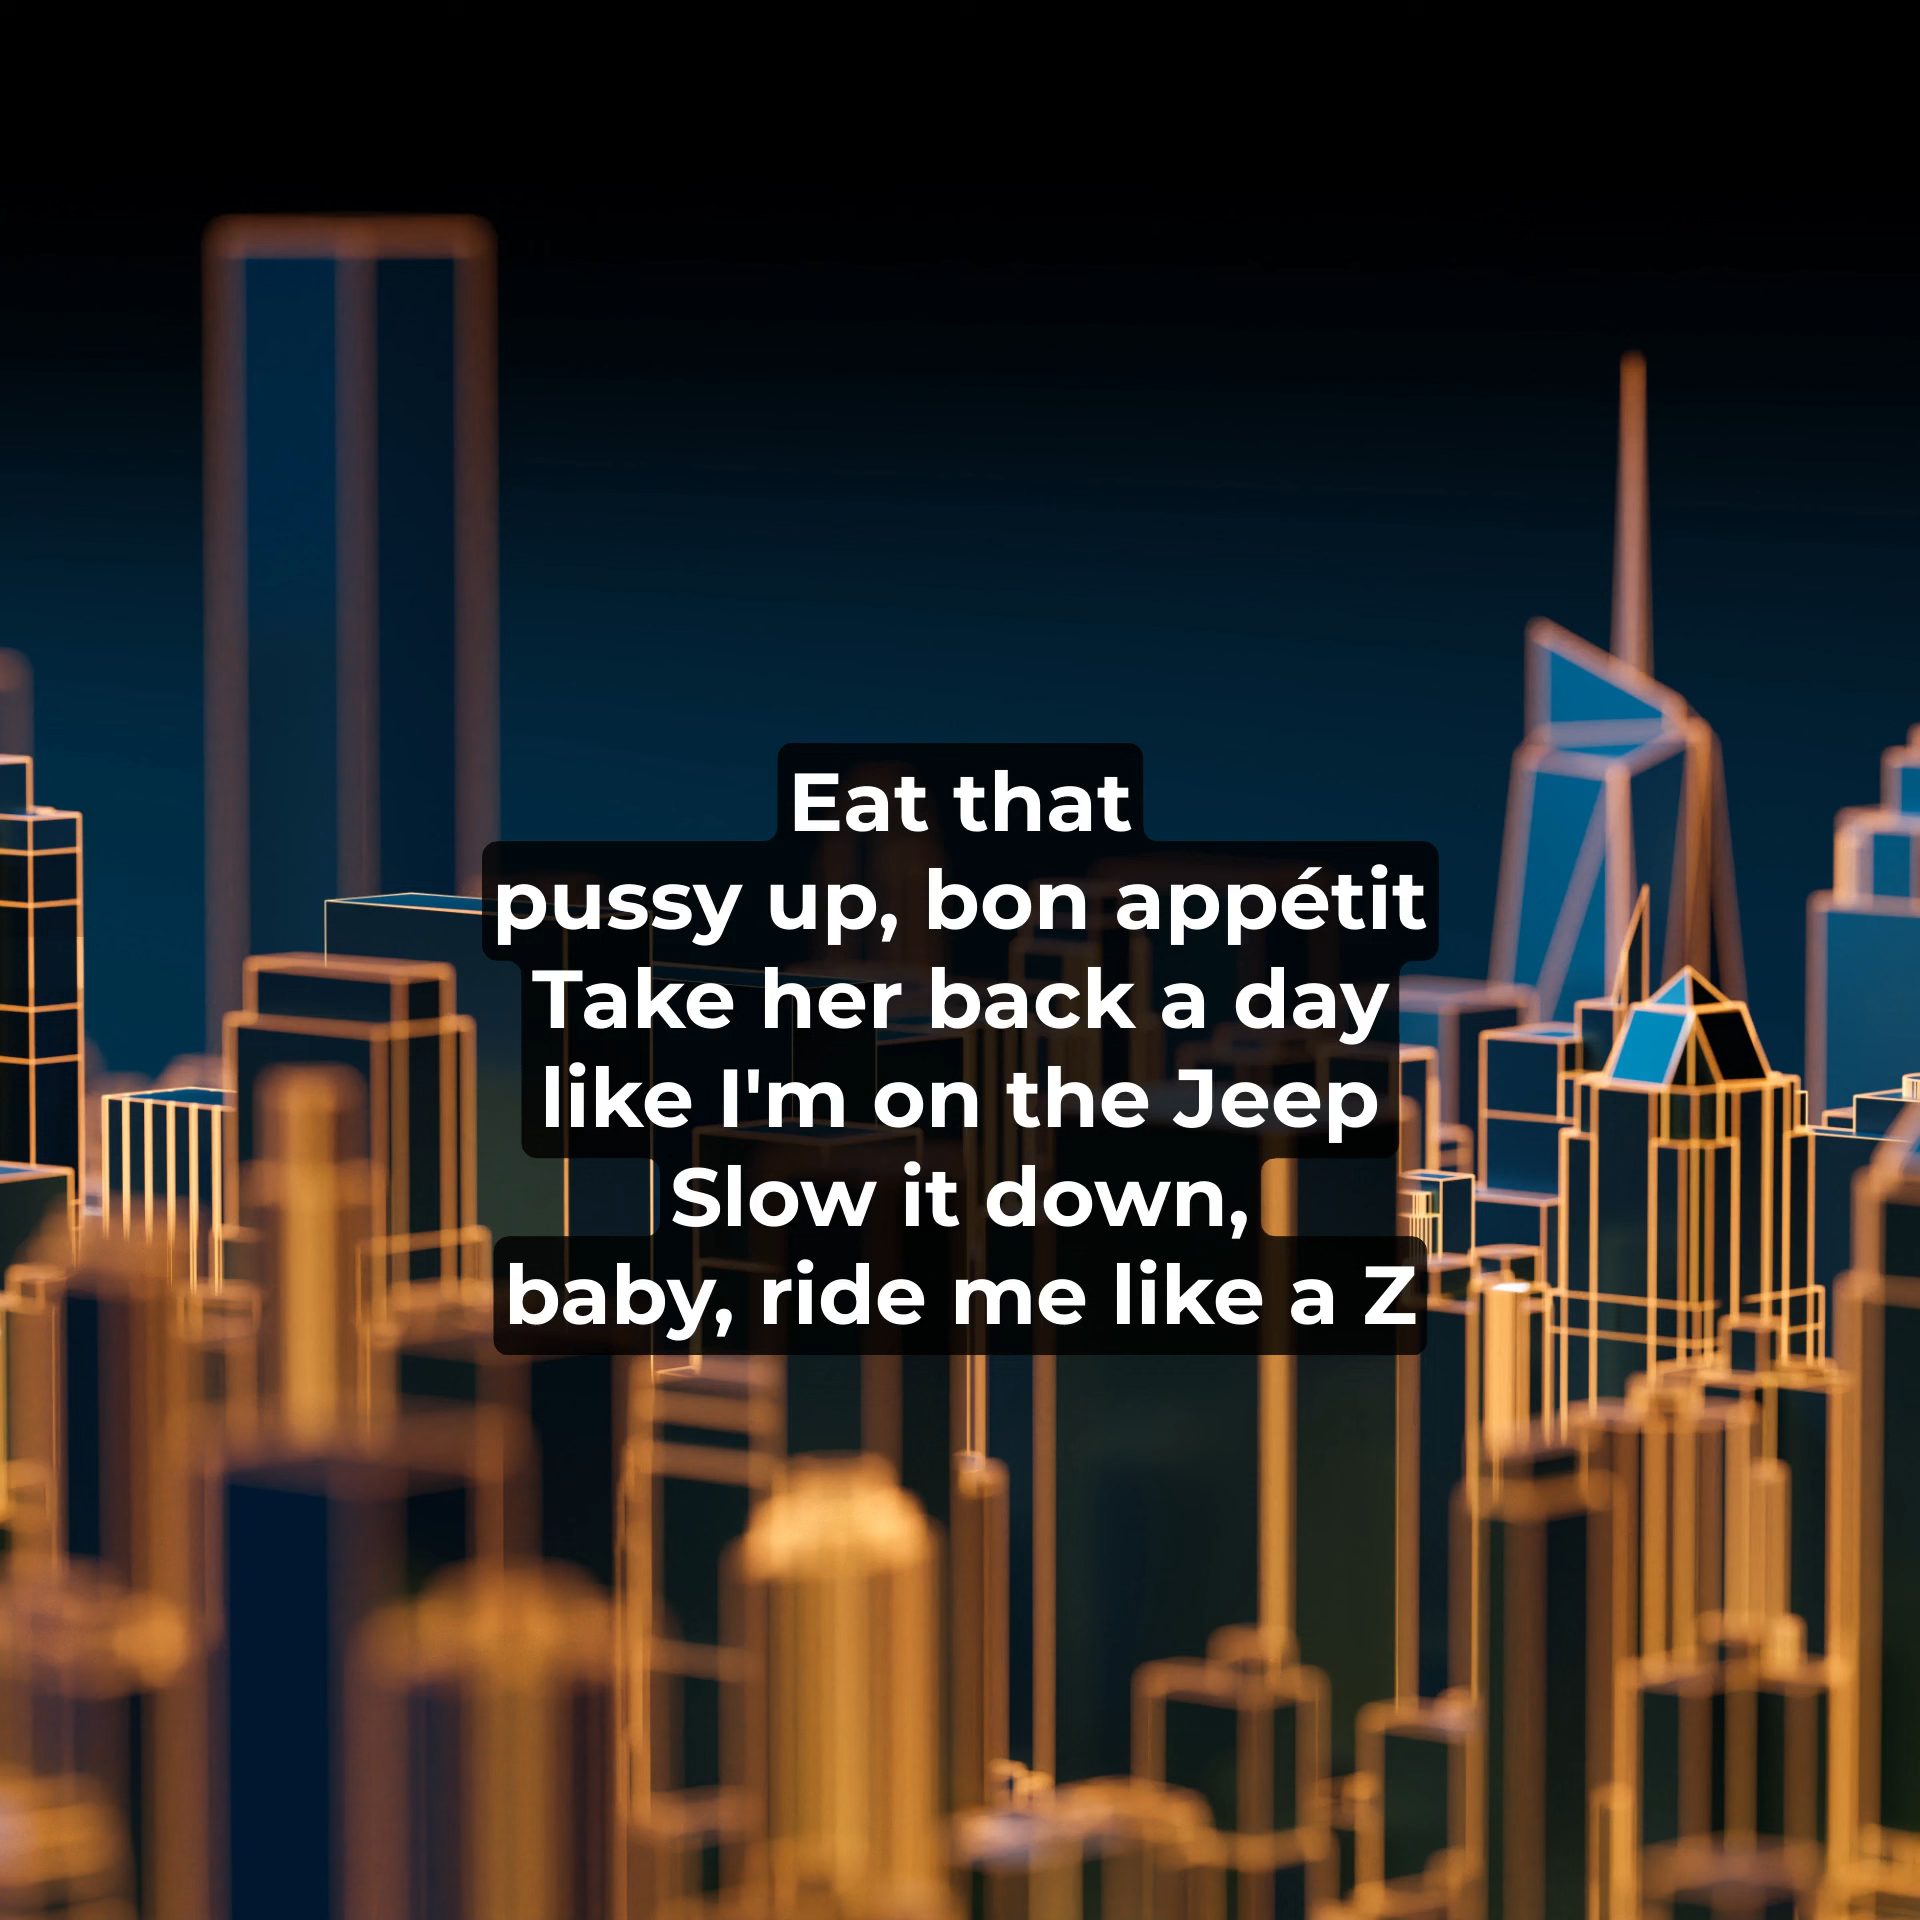 Eat that
pussy up, bon appétit
Take her back a day
like I'm on the Jeep
Slow it down,
baby, ride me like a Z